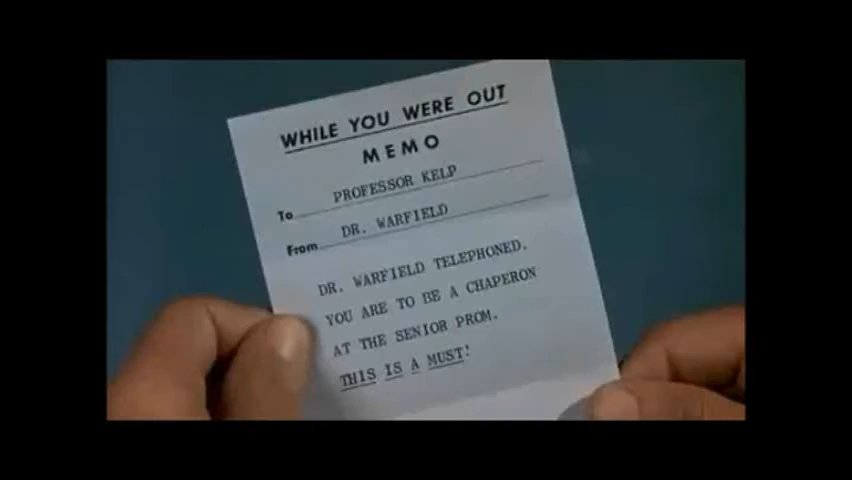 WHILE YOU WERE OUT
MEMO
To PROFESSOR KELP
From DR. WARFIELD
DR. WARFIELD TELEPHONED.
YOU ARE TO BE A CHAPERON
AT THE SENIOR PROM.
THIS IS A MUST!